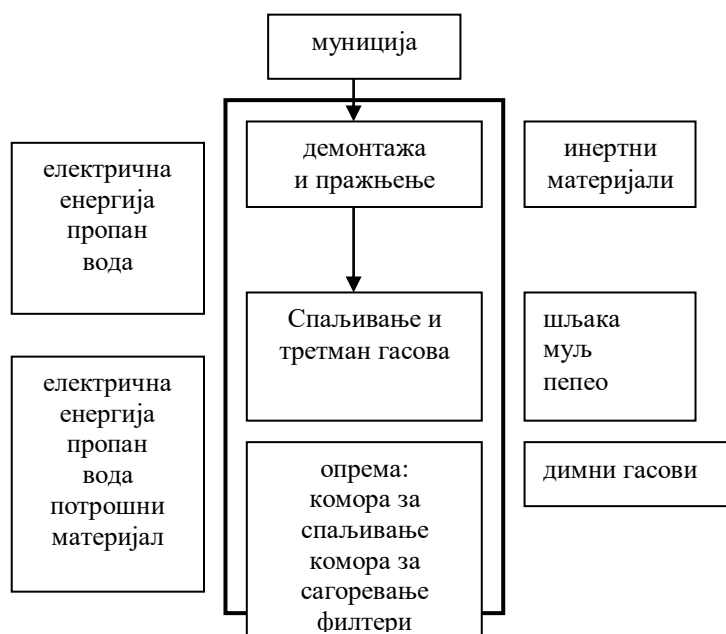 муниција
електрична
енергија
пропан
вода
демонтажа
и пражњење
инертни
материјали
Спаљивање и
третман гасова
шљака
муљ
пепео
електрична
енергија
пропан
вода
потрошни
материјал
опрема:
комора за
спаљивање
комора за
сагоревање
филтери
димни гасови